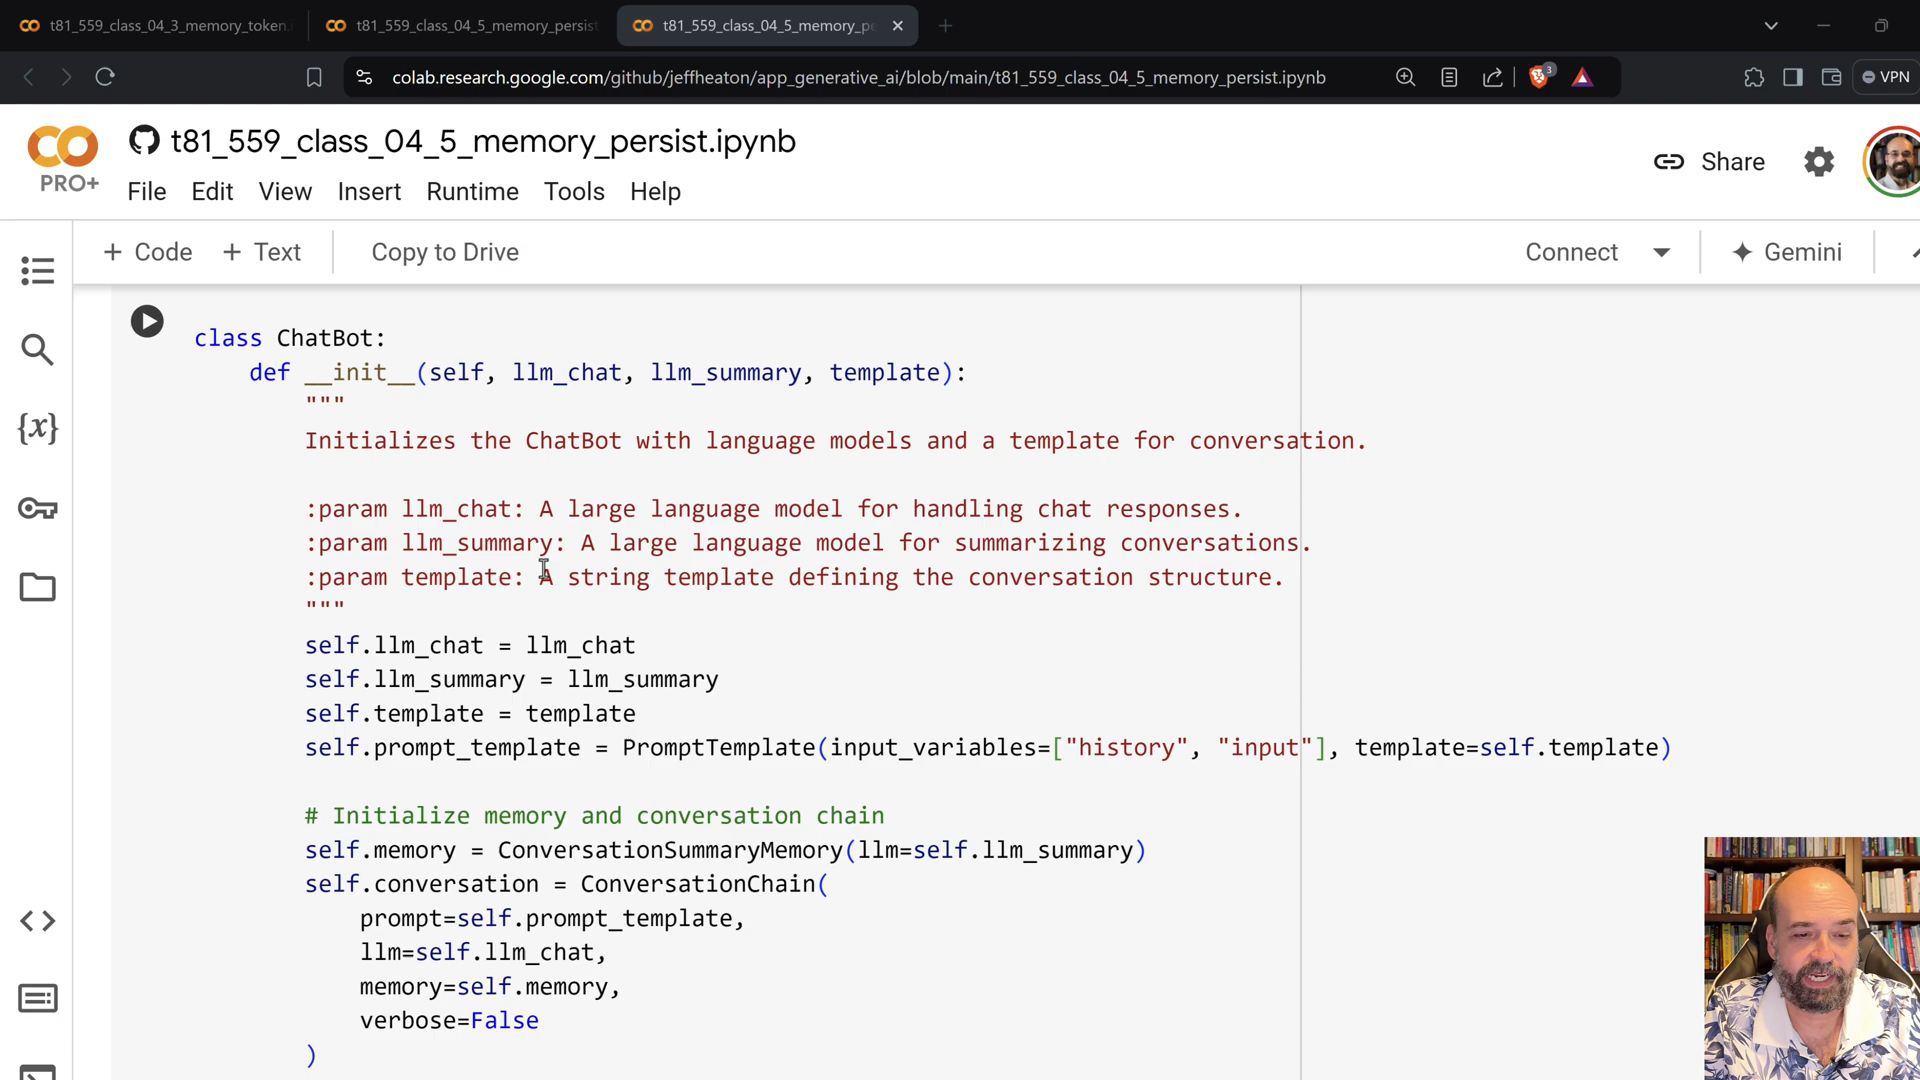 t81_559_class_04_3_memory_token.i
t81_559_class_04_5_memory_persist
t81_559_class_04_5_memory_pe
colab.research.google.com/github/jeffheaton/app_generative_ai/blob/main/t81_559_class_04_5_memory_persist.ipynb
3
VPN
PRO+
t81_559_class_04_5_memory_persist.ipynb
File Edit View Insert Runtime Tools Help
Share
+ Code + Text Copy to Drive
Connect
Gemini
{x}
class ChatBot:
def __init__(self, llm_chat, llm_summary, template):
"""
Initializes the ChatBot with language models and a template for conversation.
:param llm_chat: A large language model for handling chat responses.
:param llm_summary: A large language model for summarizing conversations.
:param template: A string template defining the conversation structure.
"""
self.llm_chat = llm_chat
self.llm_summary = llm_summary
self.template = template
self.prompt_template = PromptTemplate(input_variables=["history", "input"], template=self.template)
# Initialize memory and conversation chain
self.memory = ConversationSummaryMemory(llm=self.llm_summary)
self.conversation = ConversationChain(
prompt=self.prompt_template,
llm=self.llm_chat,
memory=self.memory,
verbose=False
)